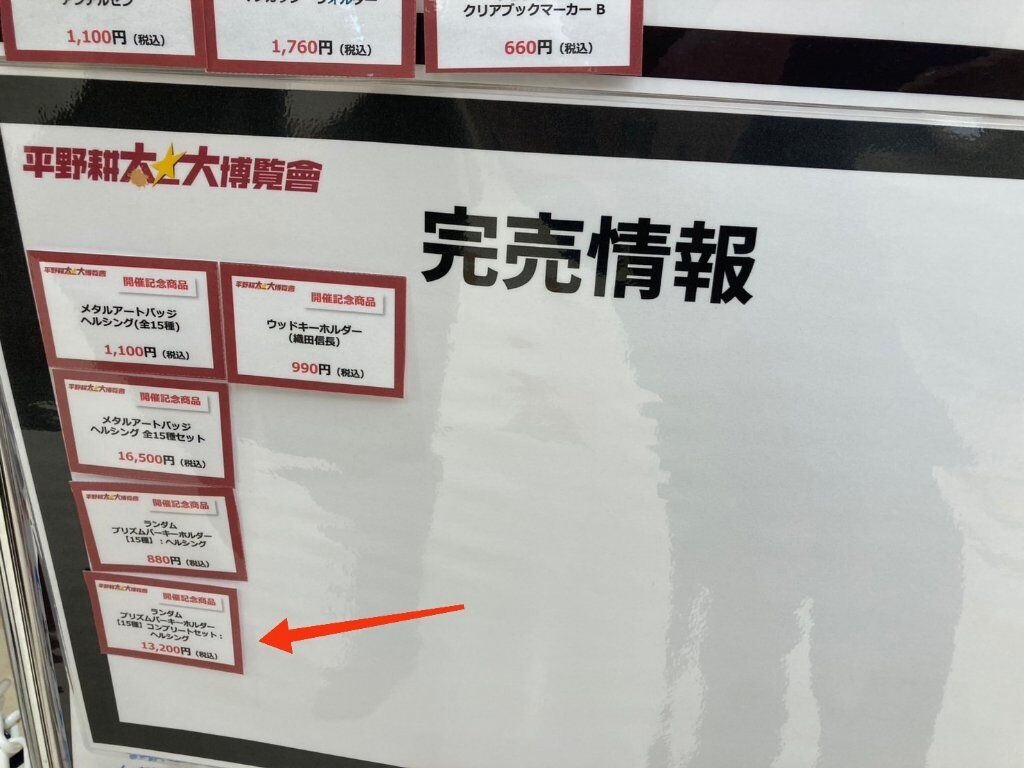 1,100円(税込)
1,760円(税込)
クリアブックマーカー B
660円(税込)
平野耕太☆大博覧會
完売情報
平野耕太☆大博覧會
開催記念商品
メタルアートバッジ
ヘルシング(全15種)
1,100円(税込)
平野耕太☆大博覧會
開催記念商品
ウッドキーホルダー
(織田信長)
990円(税込)
平野耕太☆大博覧會
開催記念商品
メタルアートバッジ
ヘルシング 全15種セット
16,500円(税込)
平野耕太☆大博覧會
開催記念商品
ランダム
プリズムバーキーホルダー
【15種】:ヘルシング
880円(税込)
平野耕太☆大博覧會
開催記念商品
ランダム
プリズムバーキーホルダー
【15種】コンプリートセット:
ヘルシング
13,200円(税込)